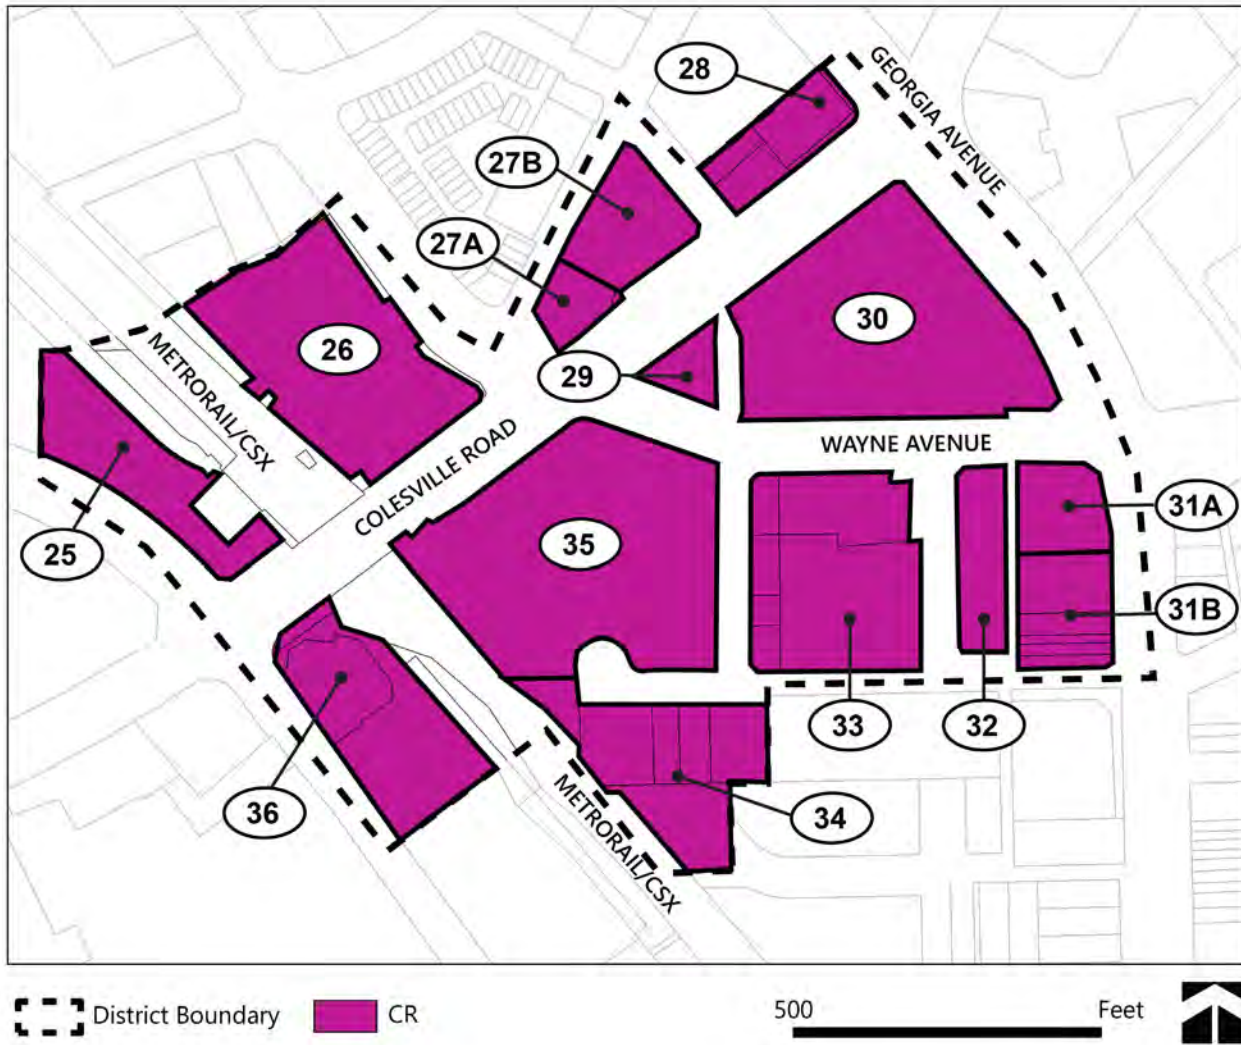 28
GEORGIA AVENUE
27B
27A
30
26
29
METRORAIL/CSX
COLESVILLE ROAD
WAYNE AVENUE
31A
25
35
31B
36
33
32
34
METRORAIL/CSX
District Boundary
CR
500 Feet